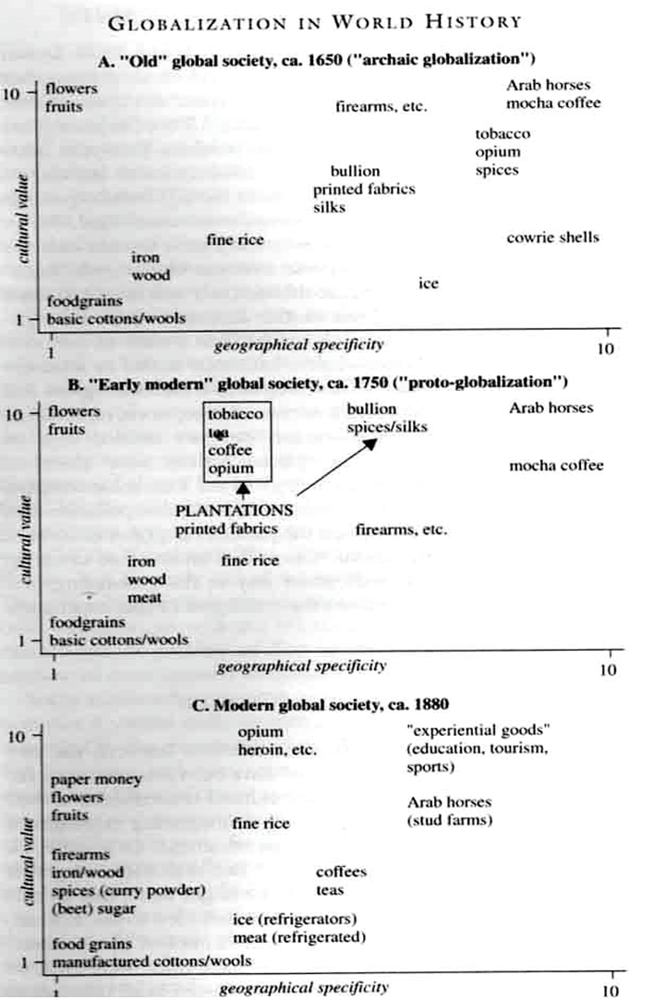 GLOBALIZATION IN WORLD HISTORY
A. "Old" global society, ca. 1650 ("archaic globalization")
10
flowers
fruits
firearms, etc.
Arab horses
mocha coffee
tobacco
opium
spices
bullion
printed fabrics
silks
cultural value
fine rice
cowrie shells
iron
wood
ice
foodgrains
1
basic cottons/wools
1
geographical specificity
10
B. "Early modern" global society, ca. 1750 ("proto-globalization")
10
flowers
fruits
tobacco
tea
coffee
opium
bullion
spices/silks
Arab horses
mocha coffee
PLANTATIONS
printed fabrics
firearms, etc.
cultural value
iron
wood
meat
fine rice
foodgrains
1
basic cottons/wools
1
geographical specificity
10
C. Modern global society, ca. 1880
10
opium
heroin, etc.
"experiential goods"
(education, tourism,
sports)
paper money
flowers
fruits
Arab horses
(stud farms)
fine rice
cultural value
firearms
iron/wood
spices (curry powder)
(beet) sugar
coffees
teas
ice (refrigerators)
meat (refrigerated)
food grains
1
manufactured cottons/wools
1
geographical specificity
10